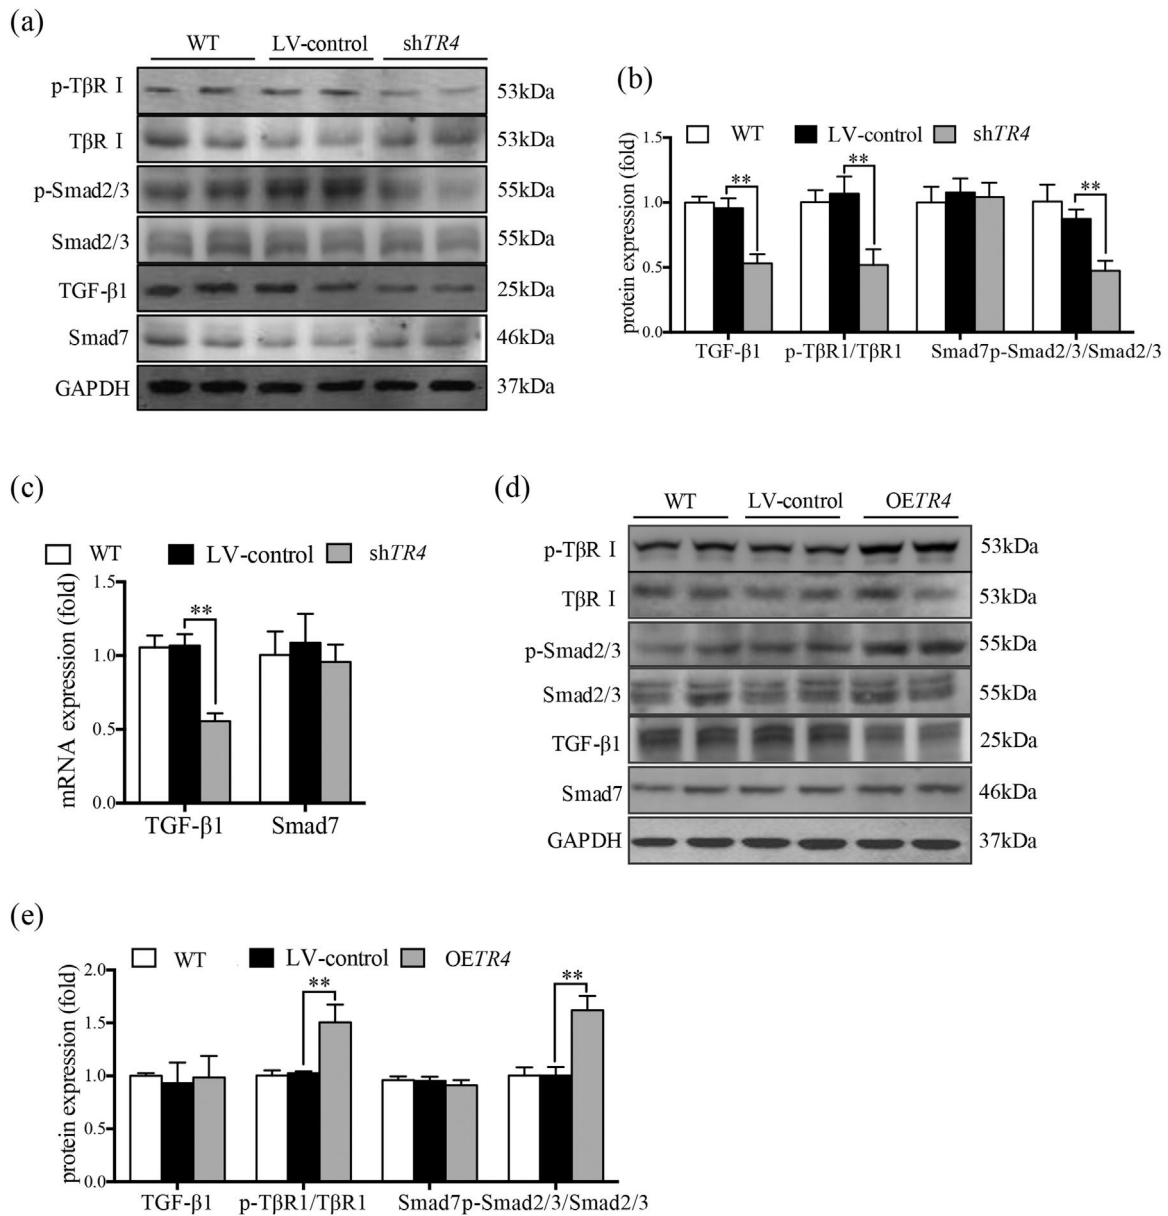 (a)
WT LV-control shTR4
p-TβR I 53kDa
TβR I 53kDa
p-Smad2/3 55kDa
Smad2/3 55kDa
TGF-β1 25kDa
Smad7 46kDa
GAPDH 37kDa
(b)
WT LV-control shTR4
protein expression (fold)
1.5
1.0
0.5
0.0
** ** **
TGF-β1 p-TβR1/TβR1 Smad7 p-Smad2/3/Smad2/3
(c)
WT LV-control shTR4
mRNA expression (fold)
1.5
1.0
0.5
0.0
**
TGF-β1 Smad7
(d)
WT LV-control OETR4
p-TβR I 53kDa
TβR I 53kDa
p-Smad2/3 55kDa
Smad2/3 55kDa
TGF-β1 25kDa
Smad7 46kDa
GAPDH 37kDa
(e)
WT LV-control OETR4
protein expression (fold)
2.0
1.5
1.0
0.5
0.0
** **
TGF-β1 p-TβR1/TβR1 Smad7 p-Smad2/3/Smad2/3